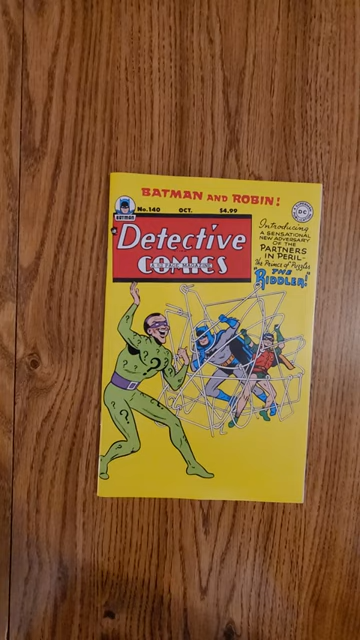 BATMAN AND ROBIN!
No.140 OCT. $4.99
BATMAN
DC
Detective
COMICS
Introducing
A SENSATIONAL
NEW ADVERSARY
OF THE
PARTNERS
IN PERIL-
the Prince of Puzzles
"THE
RIDDLER!"
? ? ? ?